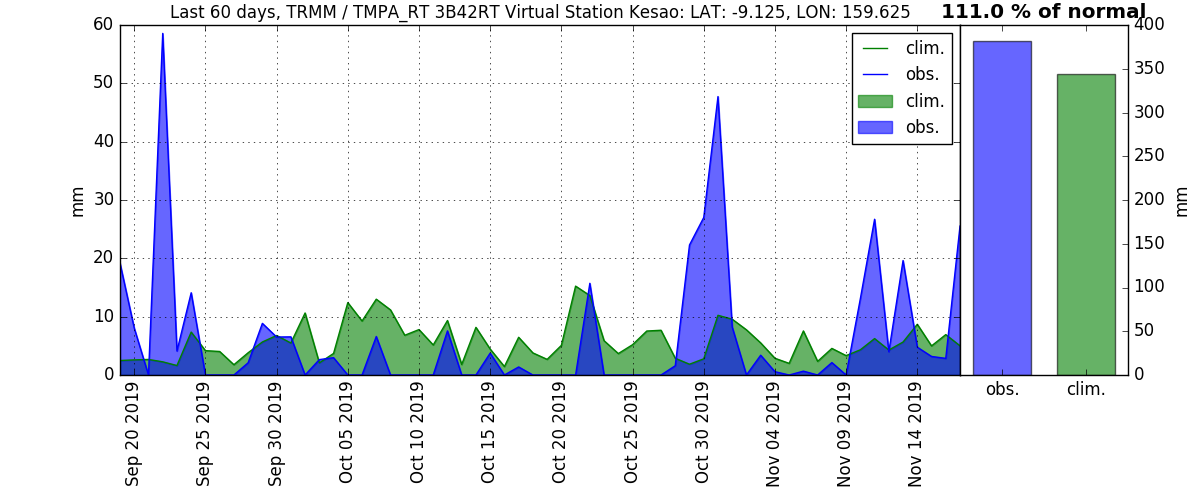 Last 60 days, TRMM / TMPA_RT 3B42RT Virtual Station Kesao: LAT: -9.125, LON: 159.625
111.0 % of normal
60
50
40
30
20
10
0
mm
clim.
obs.
clim.
obs.
400
350
300
250
200
150
100
50
0
mm
obs.
clim.
Sep 20 2019
Sep 25 2019
Sep 30 2019
Oct 05 2019
Oct 10 2019
Oct 15 2019
Oct 20 2019
Oct 25 2019
Oct 30 2019
Nov 04 2019
Nov 09 2019
Nov 14 2019